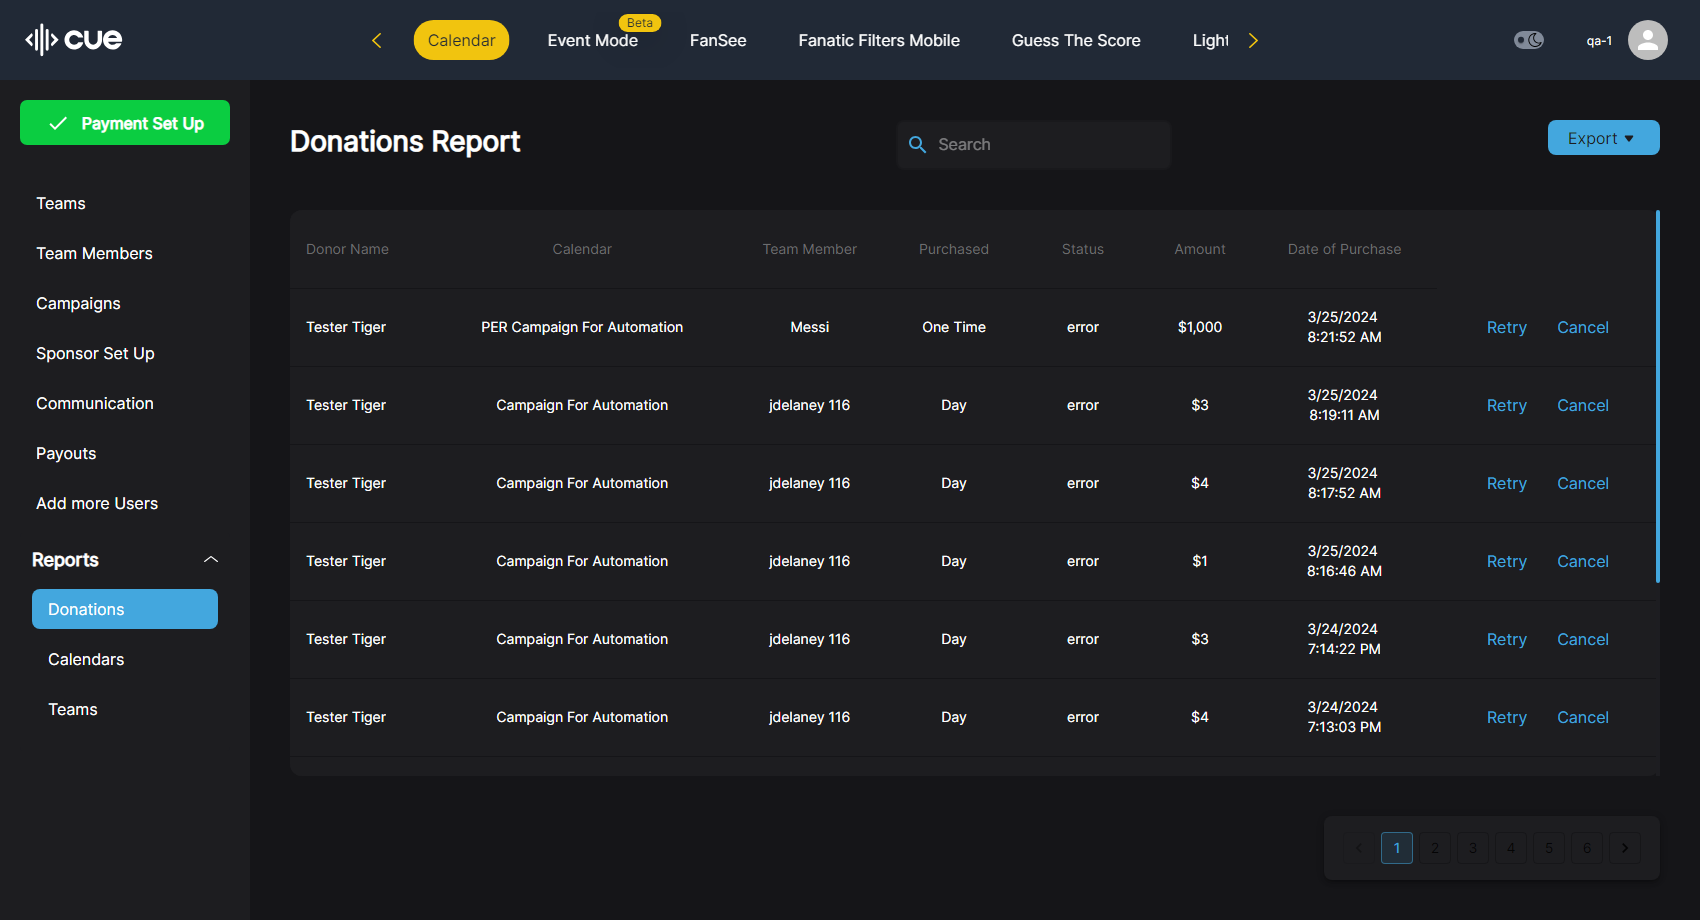 cue
Calendar
Event Mode
Beta
FanSee
Fanatic Filters Mobile
Guess The Score
Light
qa-1
Payment Set Up
Teams
Team Members
Campaigns
Sponsor Set Up
Communication
Payouts
Add more Users
Reports
Donations
Calendars
Teams
Donations Report
Search
Export
Donor Name Calendar Team Member Purchased Status Amount Date of Purchase
Tester Tiger PER Campaign For Automation Messi One Time error $1,000 3/25/2024
8:21:52 AM
Retry Cancel
Tester Tiger Campaign For Automation jdelaney 116 Day error $3 3/25/2024
8:19:11 AM
Retry Cancel
Tester Tiger Campaign For Automation jdelaney 116 Day error $4 3/25/2024
8:17:52 AM
Retry Cancel
Tester Tiger Campaign For Automation jdelaney 116 Day error $1 3/25/2024
8:16:46 AM
Retry Cancel
Tester Tiger Campaign For Automation jdelaney 116 Day error $3 3/24/2024
7:14:22 PM
Retry Cancel
Tester Tiger Campaign For Automation jdelaney 116 Day error $4 3/24/2024
7:13:03 PM
Retry Cancel
1 2 3 4 5 6